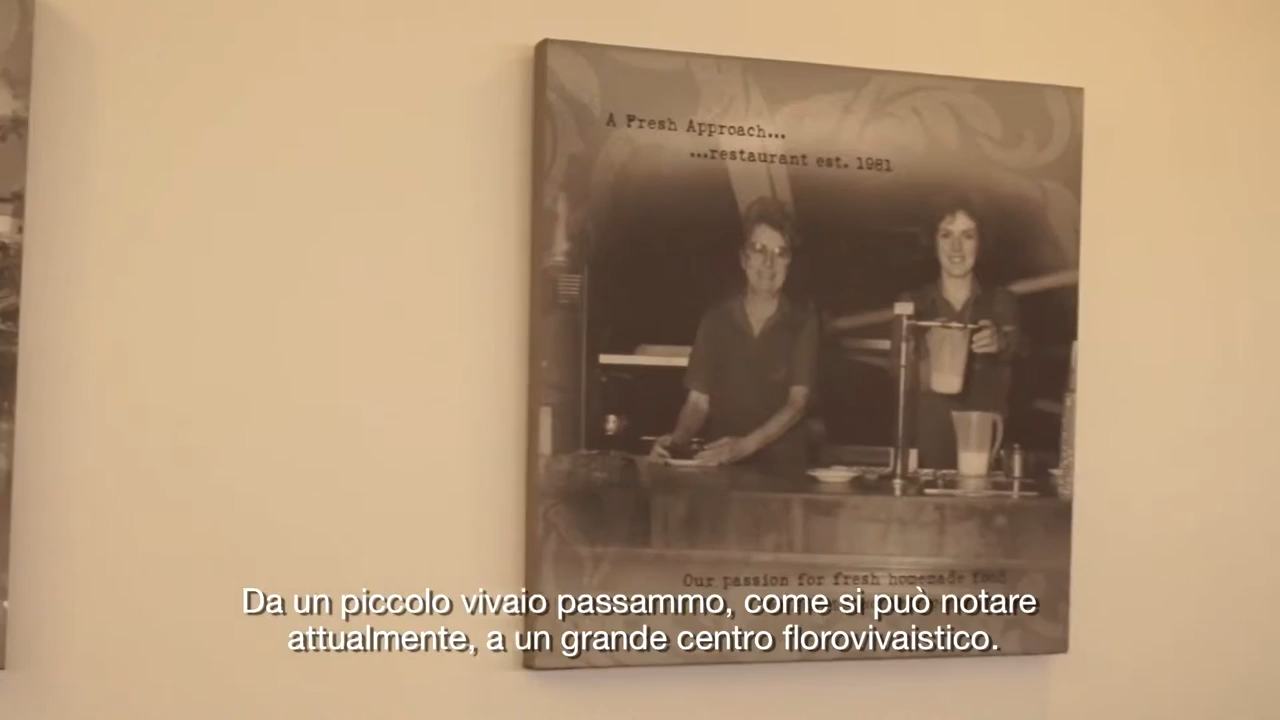 A Fresh Approach...
...restaurant est. 1981
Our passion for fresh homemade food
Da un piccolo vivaio passammo, come si può notare
attualmente, a un grande centro florovivaistico.